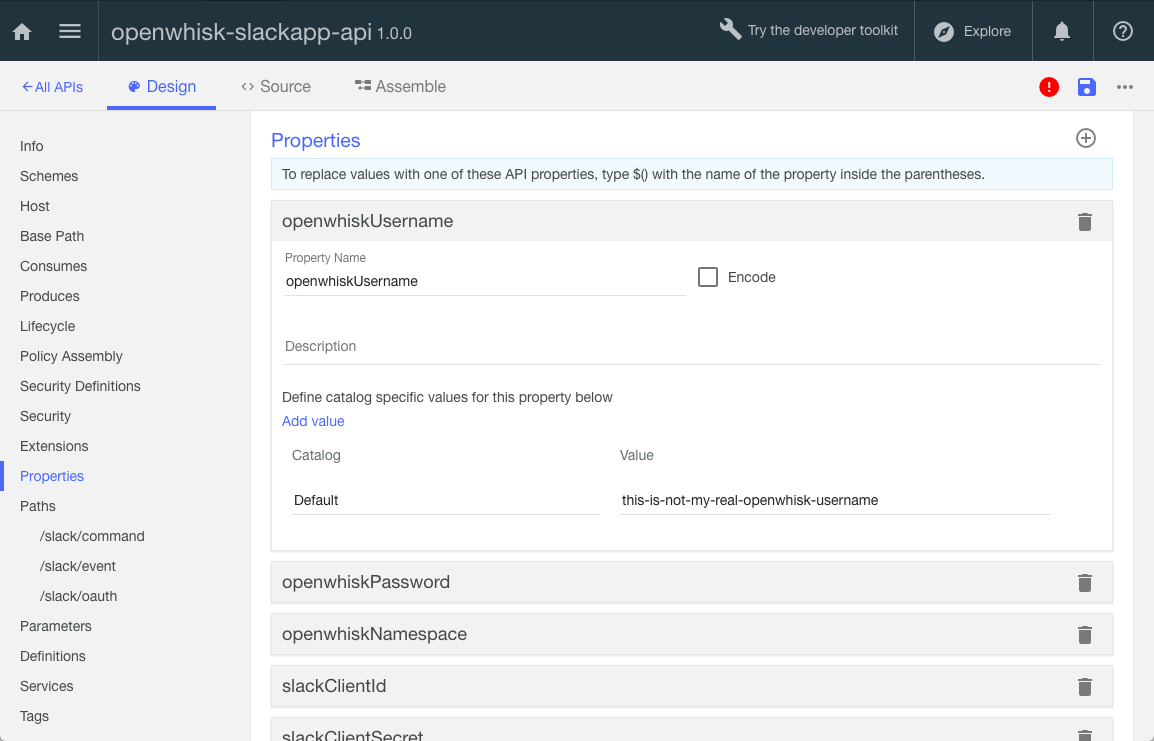 openwhisk-slackapp-api 1.0.0
Try the developer toolkit
Explore
All APIs
Design
Source
Assemble
Info
Schemes
Host
Base Path
Consumes
Produces
Lifecycle
Policy Assembly
Security Definitions
Security
Extensions
Properties
Paths
/slack/command
/slack/event
/slack/oauth
Parameters
Definitions
Services
Tags
Properties
To replace values with one of these API properties, type $() with the name of the property inside the parentheses.
openwhiskUsername
Property Name
openwhiskUsername
Encode
Description
Define catalog specific values for this property below
Add value
Catalog
Value
Default
this-is-not-my-real-openwhisk-username
openwhiskPassword
openwhiskNamespace
slackClientId
slackClientSecret